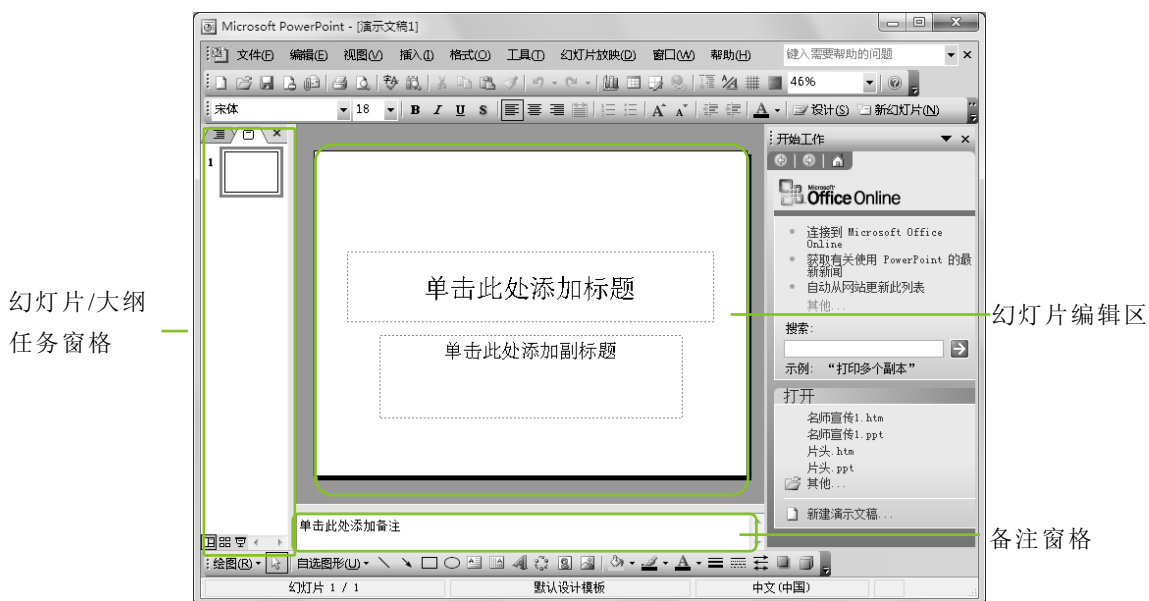 Microsoft PowerPoint - [演示文稿1]
文件(F) 编辑(E) 视图(V) 插入(I) 格式(O) 工具(T) 幻灯片放映(D) 窗口(W) 帮助(H) 键入需要帮助的问题
46%
宋体 18 B I U S A A A 设计(S) 新幻灯片(N)
1
开始工作
Microsoft
Office Online
连接到 Microsoft Office
Online
获取有关使用 PowerPoint 的最
新新闻
自动从网站更新此列表
其他...
搜索:
示例: “打印多个副本”
打开
名师宣传1.htm
名师宣传1.ppt
片头.htm
片头.ppt
其他...
新建演示文稿...
单击此处添加标题
单击此处添加副标题
单击此处添加备注
幻灯片/大纲
任务窗格
幻灯片编辑区
备注窗格
绘图(R) 自选图形(U) A
幻灯片 1 / 1 默认设计模板 中文(中国)